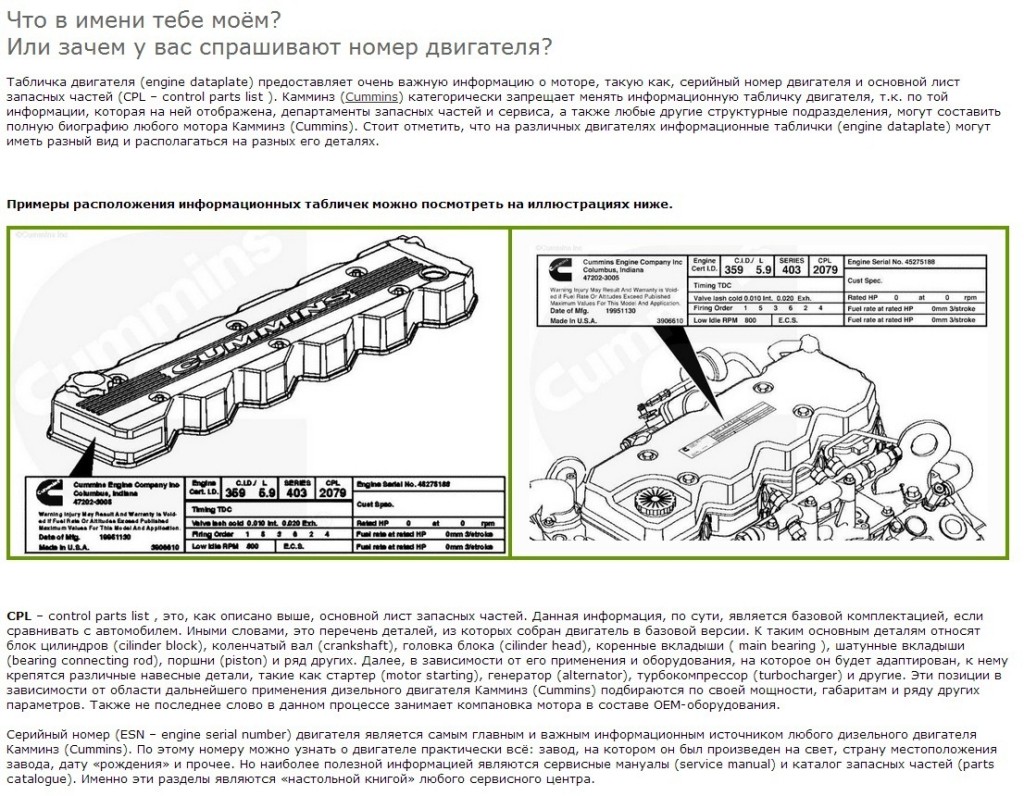 Что в имени тебе моём?
Или зачем у вас спрашивают номер двигателя?
Табличка двигателя (engine dataplate) предоставляет очень важную информацию о моторе, такую как, серийный номер двигателя и основной лист
запасных частей (CPL – control parts list ). Камминз (Cummins) категорически запрещает менять информационную табличку двигателя, т.к. по той
информации, которая на ней отображена, департаменты запасных частей и сервиса, а также любые другие структурные подразделения, могут составить
полную биографию любого мотора Камминз (Cummins). Стоит отметить, что на различных двигателях информационные таблички (engine dataplate) могут
иметь разный вид и располагаться на разных его деталях.
Примеры расположения информационных табличек можно посмотреть на иллюстрациях ниже.
©Cummins Inc
Cummins
CUMMINS
Cummins Engine Company Inc
Columbus, Indiana
47202-3005
Warning Injury May Result And Warranty is Void-
ed if Fuel Rate Or Altitudes Exceed Published
Maximum Values For This Model And Application.
Date of Mfg. 19951130
Made in U.S.A. 3906610
Engine Cert. I.D. C.I.D./ L 359 5.9 SERIES 403 CPL 2079
Timing TDC
Valve lash cold 0.010 Int. 0.020 Exh.
Firing Order 1 5 3 6 2 4
Low Idle RPM 800 E.C.S.
Engine Serial No. 45275188
Cust Spec.
Rated HP 0 at 0 rpm
Fuel rate at rated HP 0mm 3/stroke
Fuel rate at rated HP 0mm 3/stroke
©Cummins Inc
Cummins
Cummins Engine Company Inc
Columbus, Indiana
47202-3005
Warning Injury May Result And Warranty is Void-
ed if Fuel Rate Or Altitudes Exceed Published
Maximum Values For This Model And Application.
Date of Mfg. 19951130
Made in U.S.A. 3906610
Engine Cert I.D. C.I.D./ L 359 5.9 SERIES 403 CPL 2079
Timing TDC
Valve lash cold 0.010 Int. 0.020 Exh.
Firing Order 1 5 3 6 2 4
Low Idle RPM 800 E.C.S.
Engine Serial No. 45275188
Cust Spec.
Rated HP 0 at 0 rpm
Fuel rate at rated HP 0mm 3/stroke
Fuel rate at rated HP 0mm 3/stroke
CPL – control parts list , это, как описано выше, основной лист запасных частей. Данная информация, по сути, является базовой комплектацией, если
сравнивать с автомобилем. Иными словами, это перечень деталей, из которых собран двигатель в базовой версии. К таким основным деталям относят
блок цилиндров (cilinder block), коленчатый вал (crankshaft), головка блока (cilinder head), коренные вкладыши ( main bearing ), шатунные вкладыши
(bearing connecting rod), поршни (piston) и ряд других. Далее, в зависимости от его применения и оборудования, на которое он будет адаптирован, к нему
крепятся различные навесные детали, такие как стартер (motor starting), генератор (alternator), турбокомпрессор (turbocharger) и другие. Эти позиции в
зависимости от области дальнейшего применения дизельного двигателя Камминз (Cummins) подбираются по своей мощности, габаритам и ряду других
параметров. Также не последнее слово в данном процессе занимает компановка мотора в составе OEM-оборудования.
Серийный номер (ESN – engine serial number) двигателя является самым главным и важным информационным источником любого дизельного двигателя
Камминз (Cummins). По этому номеру можно узнать о двигателе практически всё: завод, на котором он был произведен на свет, страну местоположения
завода, дату «рождения» и прочее. Но наиболее полезной информацией являются сервисные мануалы (service manual) и каталог запасных частей (parts
catalogue). Именно эти разделы являются «настольной книгой» любого сервисного центра.